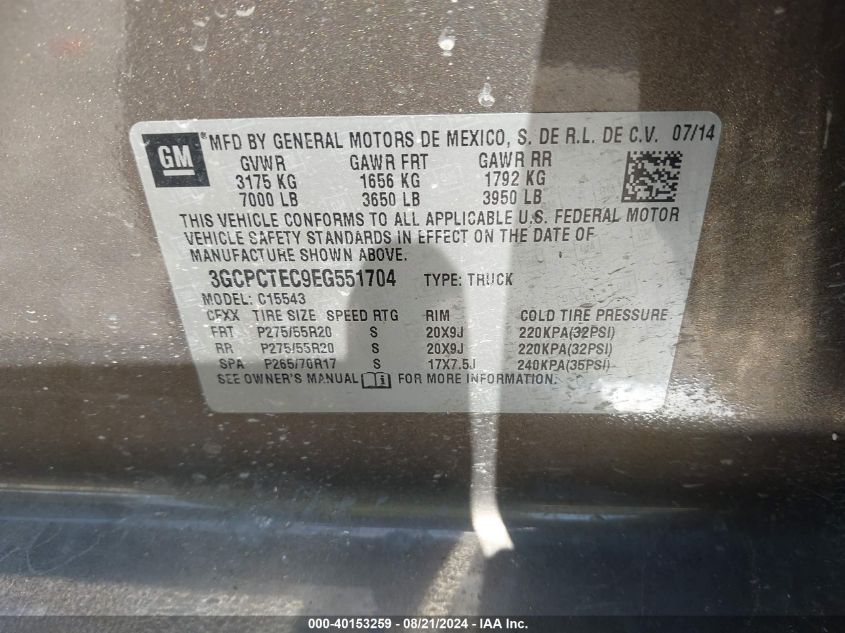 GM ® MFD BY GENERAL MOTORS DE MEXICO, S. DE R.L. DE C.V. 07/14
GVWR GAWR FRT GAWR RR
3175 KG 1656 KG 1792 KG
7000 LB 3650 LB 3950 LB
THIS VEHICLE CONFORMS TO ALL APPLICABLE U.S. FEDERAL MOTOR
VEHICLE SAFETY STANDARDS IN EFFECT ON THE DATE OF
MANUFACTURE SHOWN ABOVE.
3GCPCTEC9EG551704 TYPE: TRUCK
MODEL: C15543
CFXX TIRE SIZE SPEED RTG RIM COLD TIRE PRESSURE
FRT P275/55R20 S 20X9J 220KPA(32PSI)
RR P275/55R20 S 20X9J 220KPA(32PSI)
SPA P265/70R17 S 17X7.5J 240KPA(35PSI)
SEE OWNER'S MANUAL FOR MORE INFORMATION.
000-40153259 - 08/21/2024 - IAA Inc.